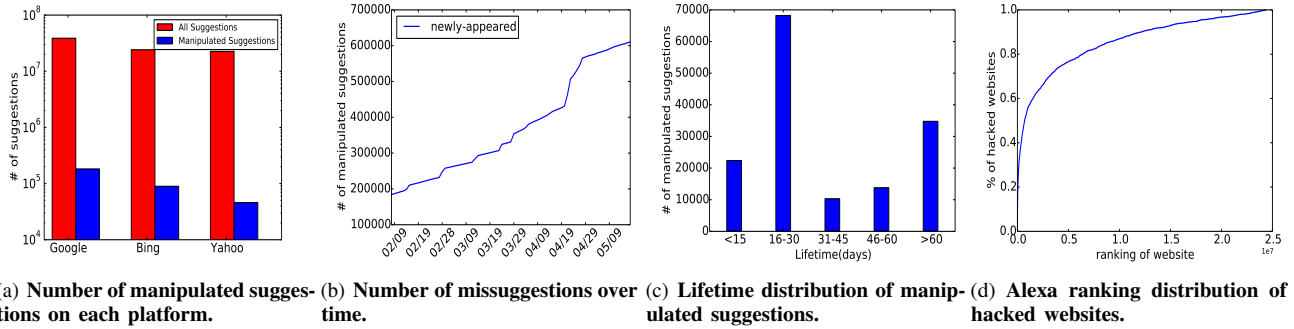 10^8
10^7
10^6
10^5
10^4
# of suggestions
All Suggestions
Manipulated Suggestions
Google Bing Yahoo
700000
600000
500000
400000
300000
200000
100000
# of manipulated suggestions
newly-appeared
02/09 02/19 02/28 03/09 03/19 03/29 04/09 04/19 04/29 05/09
70000
60000
50000
40000
30000
20000
10000
0
# of manipulated suggestions
<15 16-30 31-45 46-60 >60
Lifetime(days)
1.0
0.8
0.6
0.4
0.2
0.0
% of hacked websites
0.0 0.5 1.0 1.5 2.0 2.5
1e7
ranking of website
a) Number of manipulated sugges-
tions on each platform.
(b) Number of missuggestions over
time.
(c) Lifetime distribution of manip-
ulated suggestions.
(d) Alexa ranking distribution of
hacked websites.